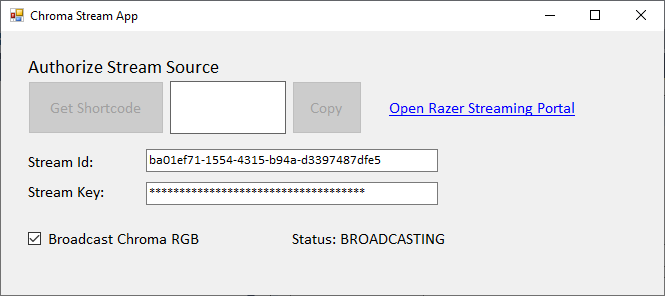 Chroma Stream App
Authorize Stream Source
Get Shortcode Copy Open Razer Streaming Portal
Stream Id: ba01ef71-1554-4315-b94a-d3397487dfe5
Stream Key: ************************************
Broadcast Chroma RGB Status: BROADCASTING